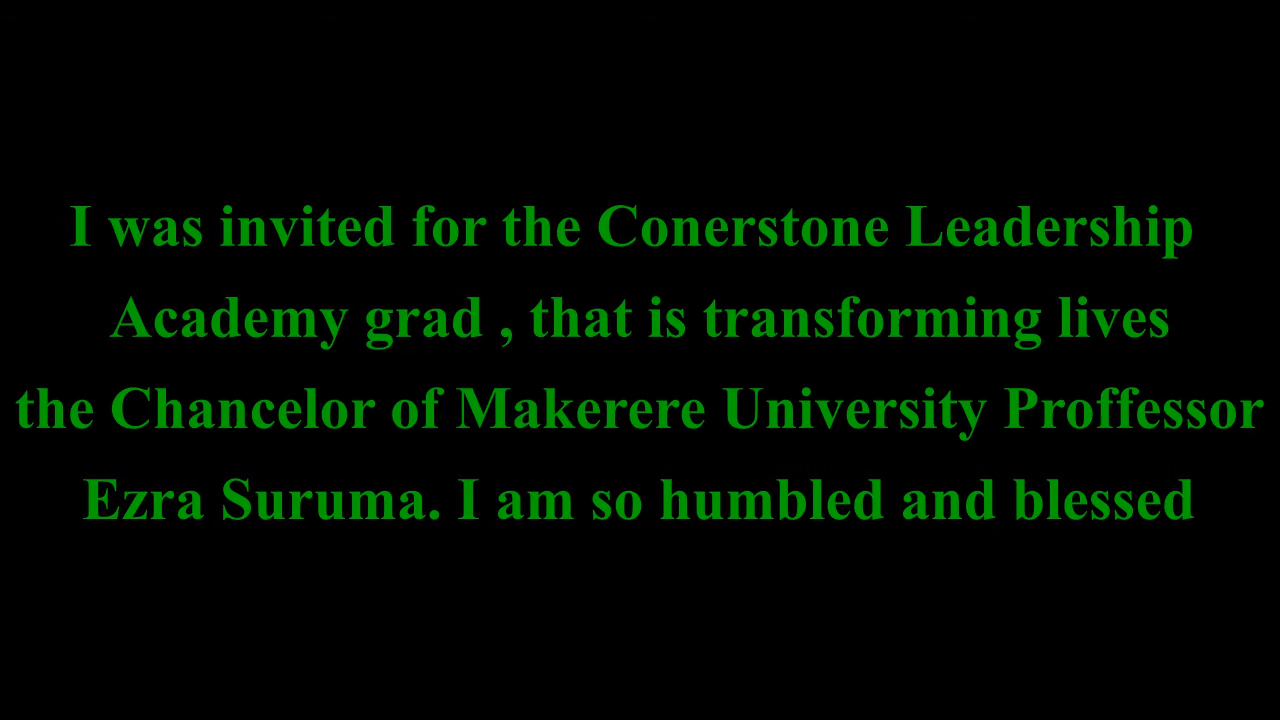 I was invited for the Conerstone Leadership
Academy grad , that is transforming lives
the Chancelor of Makerere University Proffessor
Ezra Suruma. I am so humbled and blessed